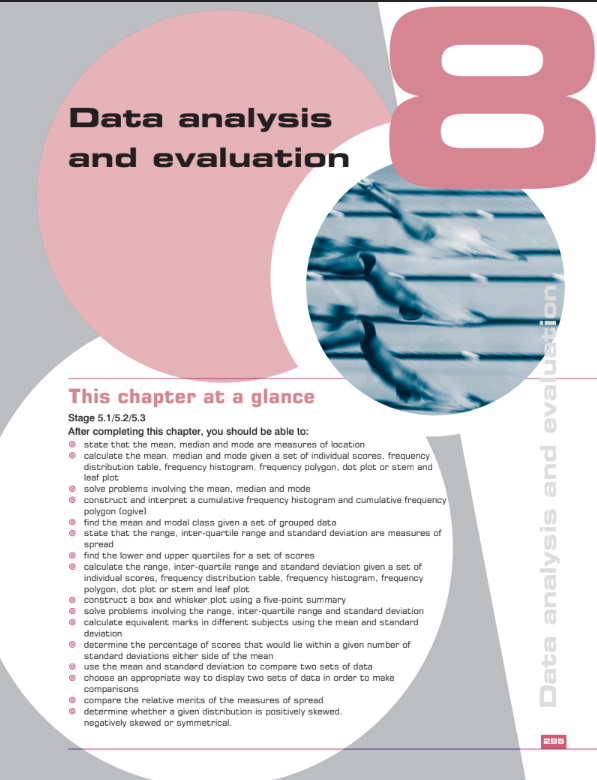 8
Data analysis
and evaluation
This chapter at a glance
Stage 5.1/5.2/5.3
After completing this chapter, you should be able to:
state that the mean, median and mode are measures of location
calculate the mean, median and mode given a set of individual scores, frequency
distribution table, frequency histogram, frequency polygon, dot plot or stem and
leaf plot
solve problems involving the mean, median and mode
construct and interpret a cumulative frequency histogram and cumulative frequency
polygon (ogive)
find the mean and modal class given a set of grouped data
state that the range, inter-quartile range and standard deviation are measures of
spread
find the lower and upper quartiles for a set of scores
calculate the range, inter-quartile range and standard deviation given a set of
individual scores, frequency distribution table, frequency histogram, frequency
polygon, dot plot or stem and leaf plot
construct a box and whisker plot using a five-point summary
solve problems involving the range, inter-quartile range and standard deviation
calculate equivalent marks in different subjects using the mean and standard
deviation
determine the percentage of scores that would lie within a given number of
standard deviations either side of the mean
use the mean and standard deviation to compare two sets of data
choose an appropriate way to display two sets of data in order to make
comparisons
compare the relative merits of the measures of spread
determine whether a given distribution is positively skewed.
negatively skewed or symmetrical.
Data analysis and evaluation
285